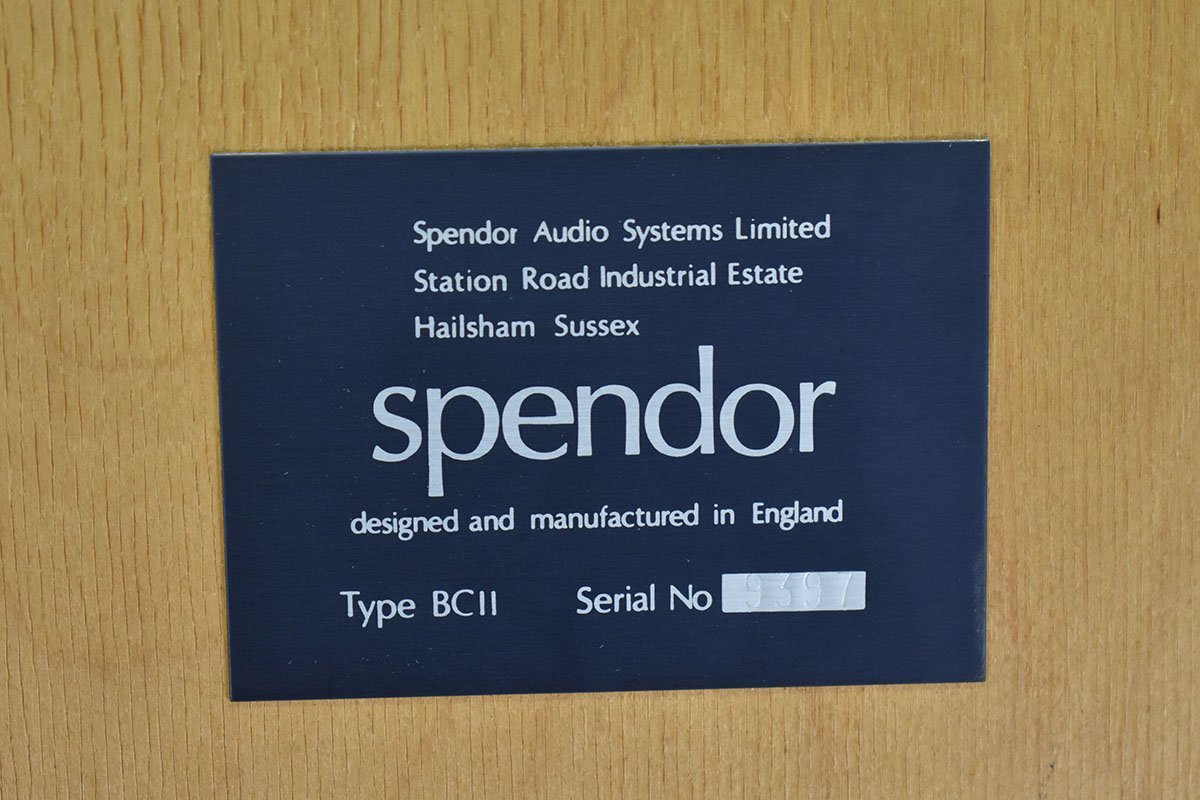 Spendor Audio Systems Limited
Station Road Industrial Estate
Hailsham Sussex
spendor
designed and manufactured in England
Type BCII Serial No 9397